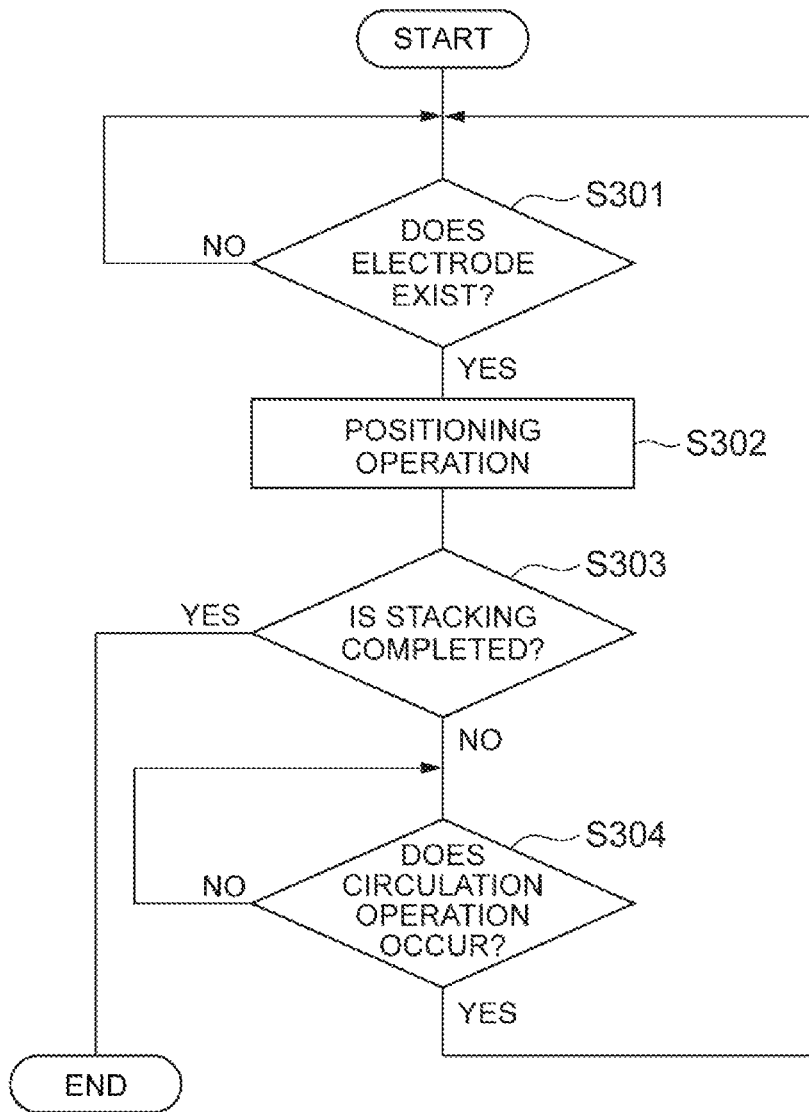 START
S301
DOES
ELECTRODE
EXIST?
NO
YES
POSITIONING
OPERATION
S302
S303
YES
IS STACKING
COMPLETED?
NO
S304
DOES
CIRCULATION
OPERATION
OCCUR?
NO
YES
END